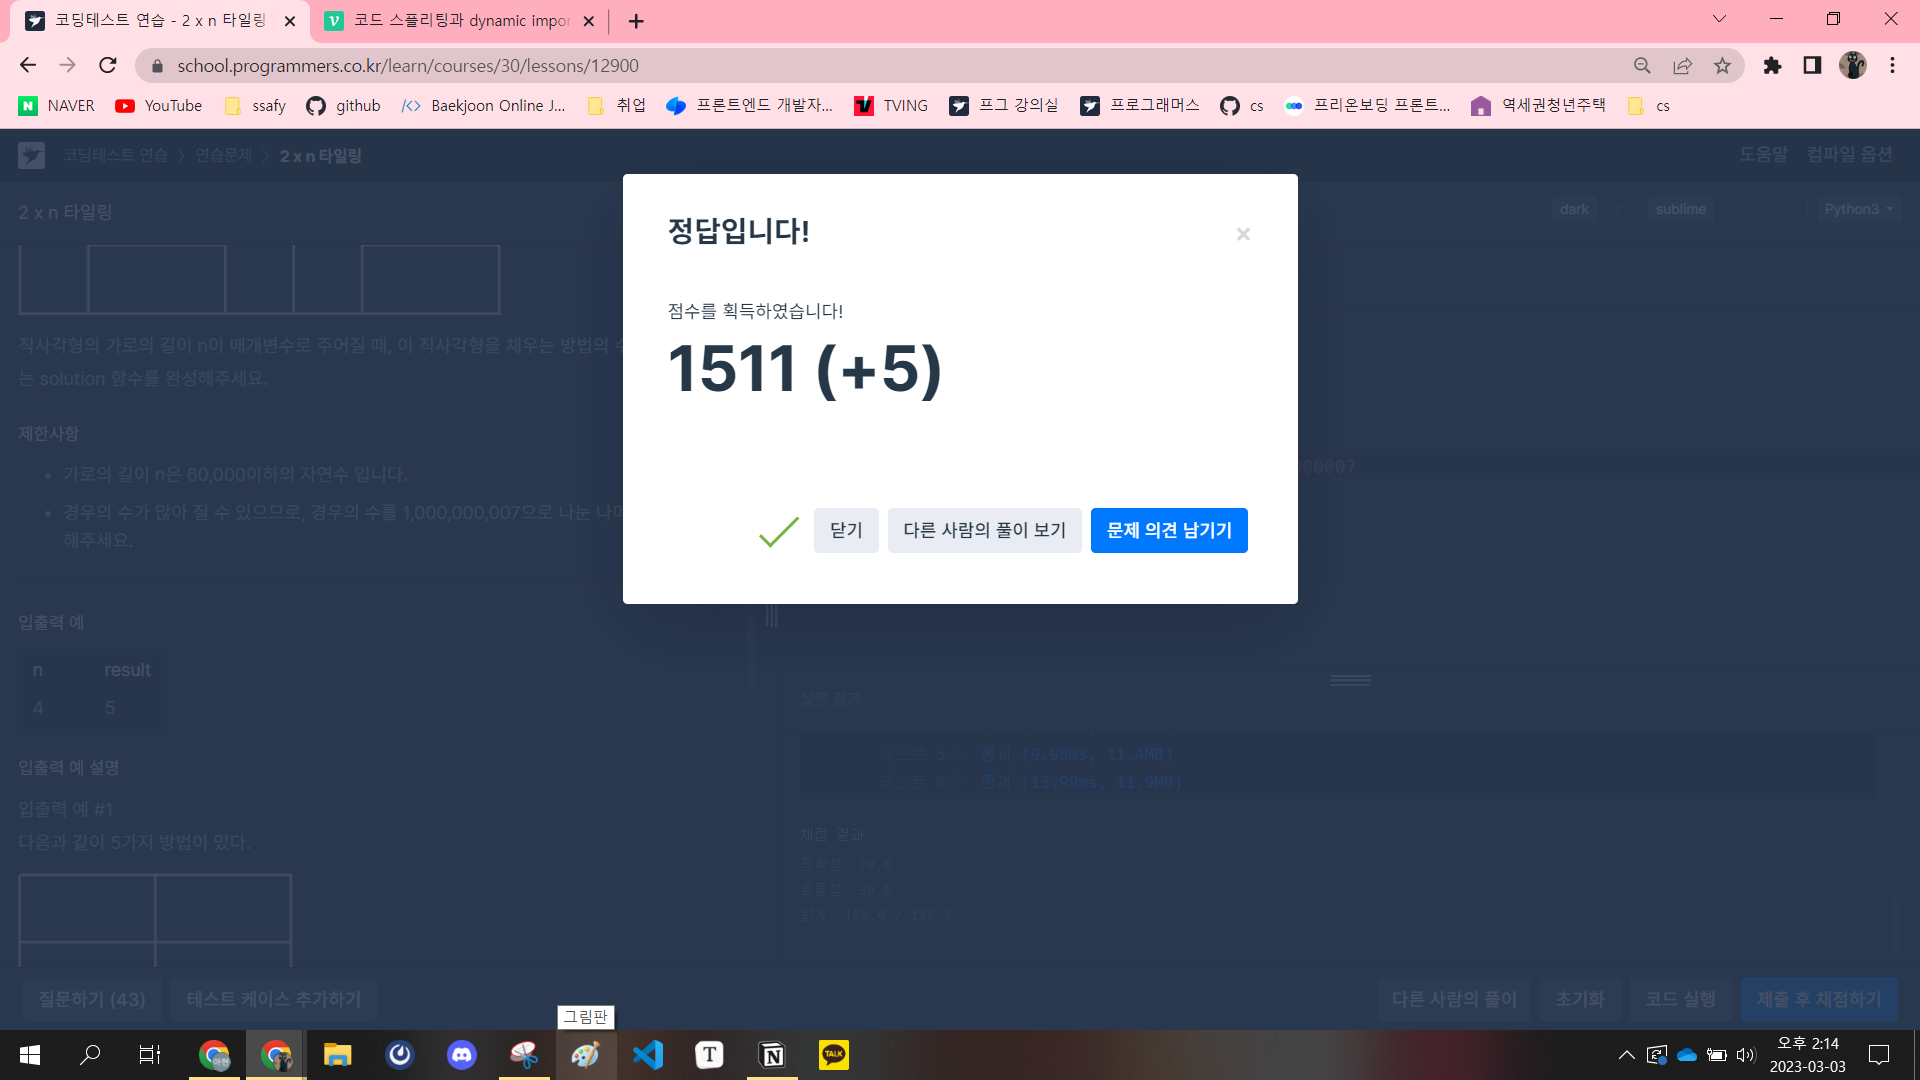 코딩테스트 연습 - 2 x n 타일링
코드 스플리팅과 dynamic impor
school.programmers.co.kr/learn/courses/30/lessons/12900
NAVER
YouTube
ssafy
github
Baekjoon Online J...
취업
프론트엔드 개발자...
TVING
프그 강의실
프로그래머스
cs
프리온보딩 프론트...
역세권청년주택
cs
코딩테스트 연습
연습문제
2 x n 타일링
도움말
컴파일 옵션
2 x n 타일링
dark
sublime
Python3
직사각형의 가로의 길이 n이 매개변수로 주어질 때, 이 직사각형을 채우는 방법의
는 solution 함수를 완성해주세요.
제한사항
가로의 길이 n은 60,000이하의 자연수 입니다.
경우의 수가 많아 질 수 있으므로, 경우의 수를 1,000,000,007으로 나눈
해주세요.
입출력 예
n result
4 5
입출력 예 설명
입출력 예 #1
다음과 같이 5가지 방법이 있다.
정답입니다!
×
점수를 획득하였습니다!
1511 (+5)
닫기
다른 사람의 풀이 보기
문제 의견 남기기
00007
실행 결과
테스트 5 통과 (9.98ms, 11.4MB)
테스트 6 통과 (13.99ms, 11.9MB)
채점 결과
정확성: 70.0
효율성: 30.0
합계: 100.0 / 100.0
질문하기 (43)
테스트 케이스 추가하기
다른 사람의 풀이
초기화
코드 실행
제출 후 채점하기
그림판
T
TALK
오후 2:14
2023-03-03